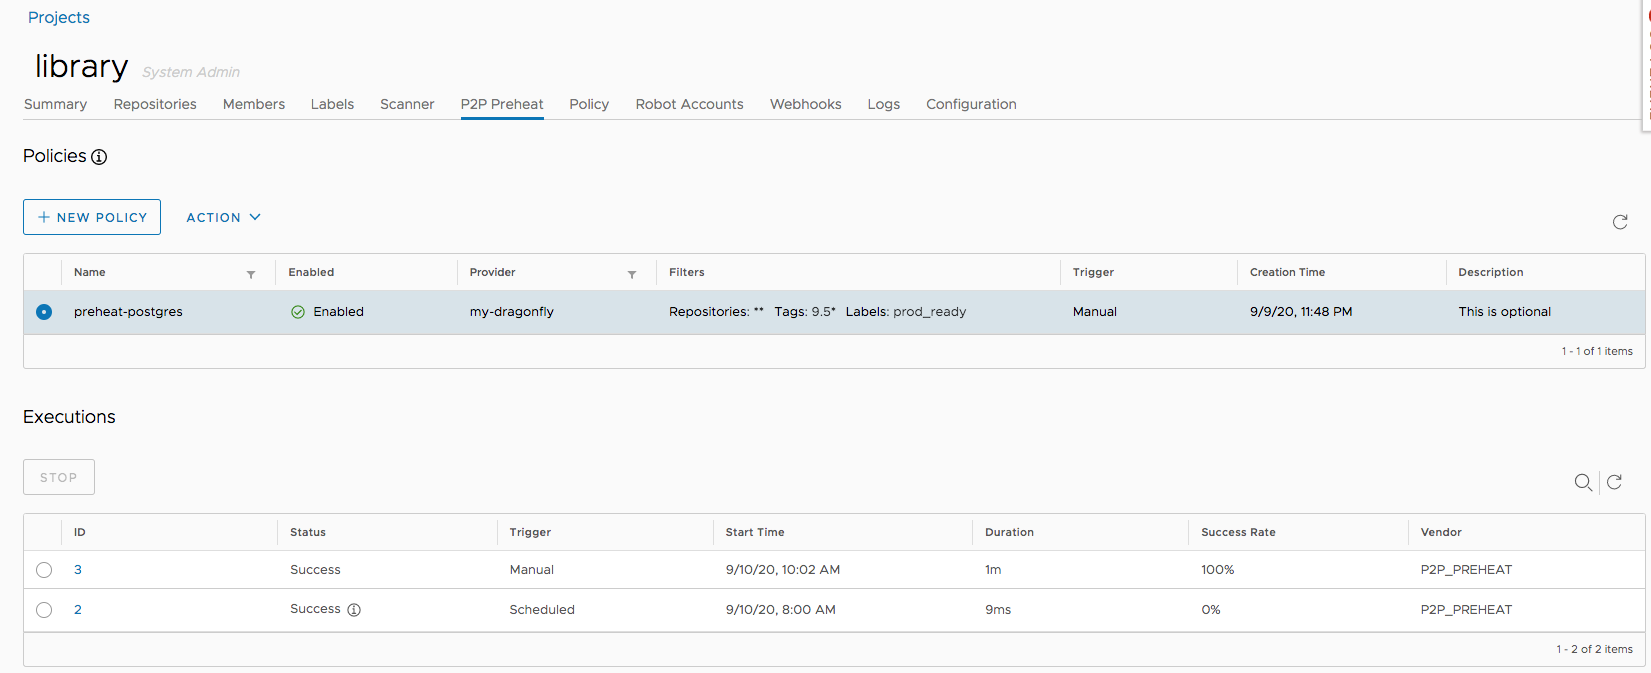 Projects
library System Admin
Summary Repositories Members Labels Scanner P2P Preheat Policy Robot Accounts Webhooks Logs Configuration
Policies
+ NEW POLICY ACTION
Name Enabled Provider Filters Trigger Creation Time Description
preheat-postgres Enabled my-dragonfly Repositories: ** Tags: 9.5* Labels: prod_ready Manual 9/9/20, 11:48 PM This is optional
1 - 1 of 1 items
Executions
STOP
ID Status Trigger Start Time Duration Success Rate Vendor
3 Success Manual 9/10/20, 10:02 AM 1m 100% P2P_PREHEAT
2 Success Scheduled 9/10/20, 8:00 AM 9ms 0% P2P_PREHEAT
1 - 2 of 2 items